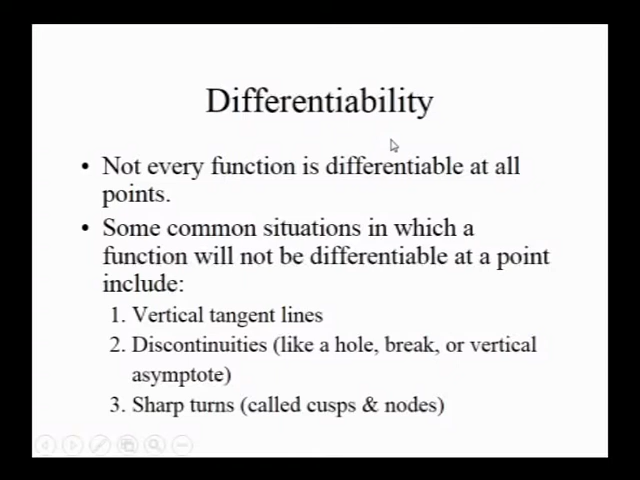 Differentiability
• Not every function is differentiable at all
points.
• Some common situations in which a
function will not be differentiable at a point
include:
1. Vertical tangent lines
2. Discontinuities (like a hole, break, or vertical
asymptote)
3. Sharp turns (called cusps & nodes)